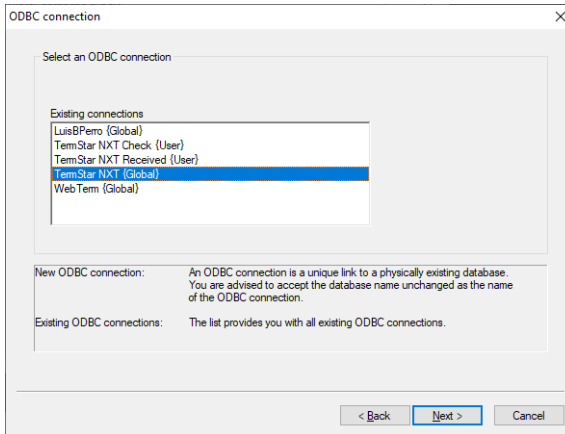 ODBC connection
Select an ODBC connection
Existing connections
LuisBPerro {Global}
TermStar NXT Check {User}
TermStar NXT Received {User}
TermStar NXT {Global}
WebTerm {Global}
New ODBC connection: An ODBC connection is a unique link to a physically existing database.
You are advised to accept the database name unchanged as the name
of the ODBC connection.
Existing ODBC connections: The list provides you with all existing ODBC connections.
< Back Next > Cancel